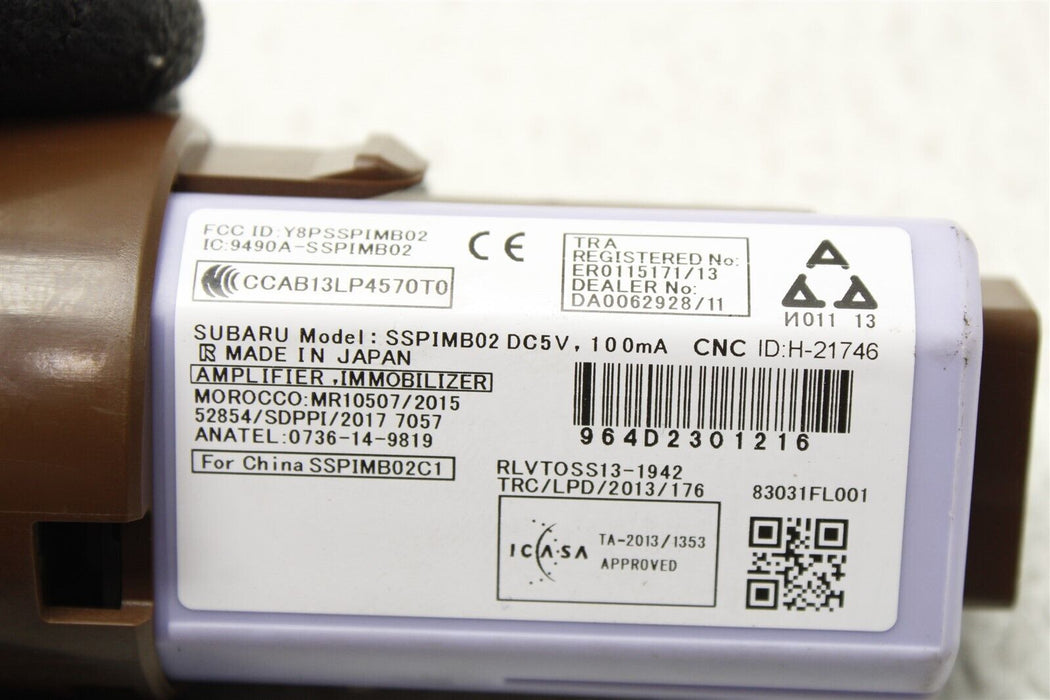 FCC ID:Y8PSSPIMB02
IC:9490A-SSPIMB02
CE
CCAB13LP4570T0
TRA
REGISTERED No:
ER0115171/13
DEALER No:
DA0062928/11
И011 13
SUBARU Model: SSPIMB02 DC5V, 100mA
CNC ID:H-21746
R MADE IN JAPAN
AMPLIFIER ,IMMOBILIZER
MOROCCO:MR10507/2015
52854/SDPPI/2017 7057
ANATEL:0736-14-9819
For China SSPIMB02C1
964D2301216
RLVTOSS13-1942
TRC/LPD/2013/176
83031FL001
ICASA
TA-2013/1353
APPROVED